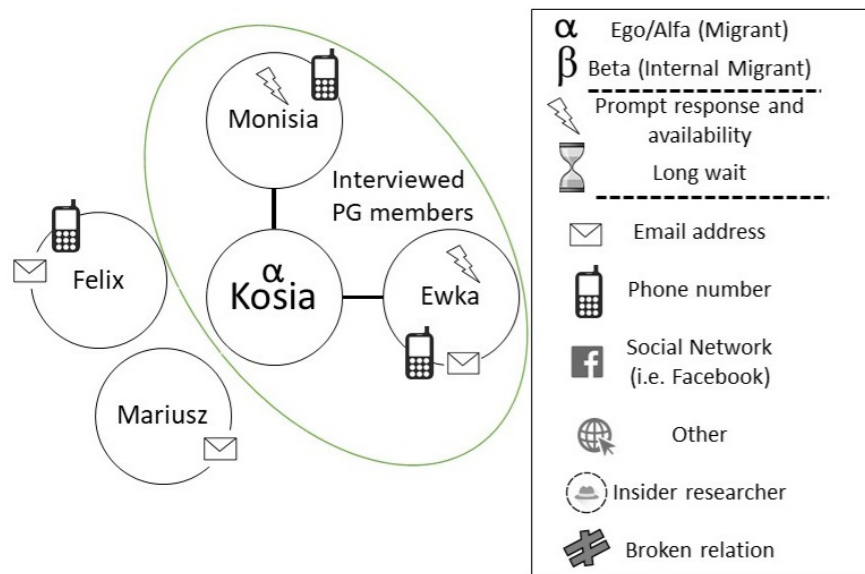 Monisia
Interviewed
PG members
Felix
α
Kosia
Ewka
Mariusz
α Ego/Alfa (Migrant)
β Beta (Internal Migrant)
Prompt response and
availability
Long wait
Email address
Phone number
Social Network
(i.e. Facebook)
Other
Insider researcher
Broken relation